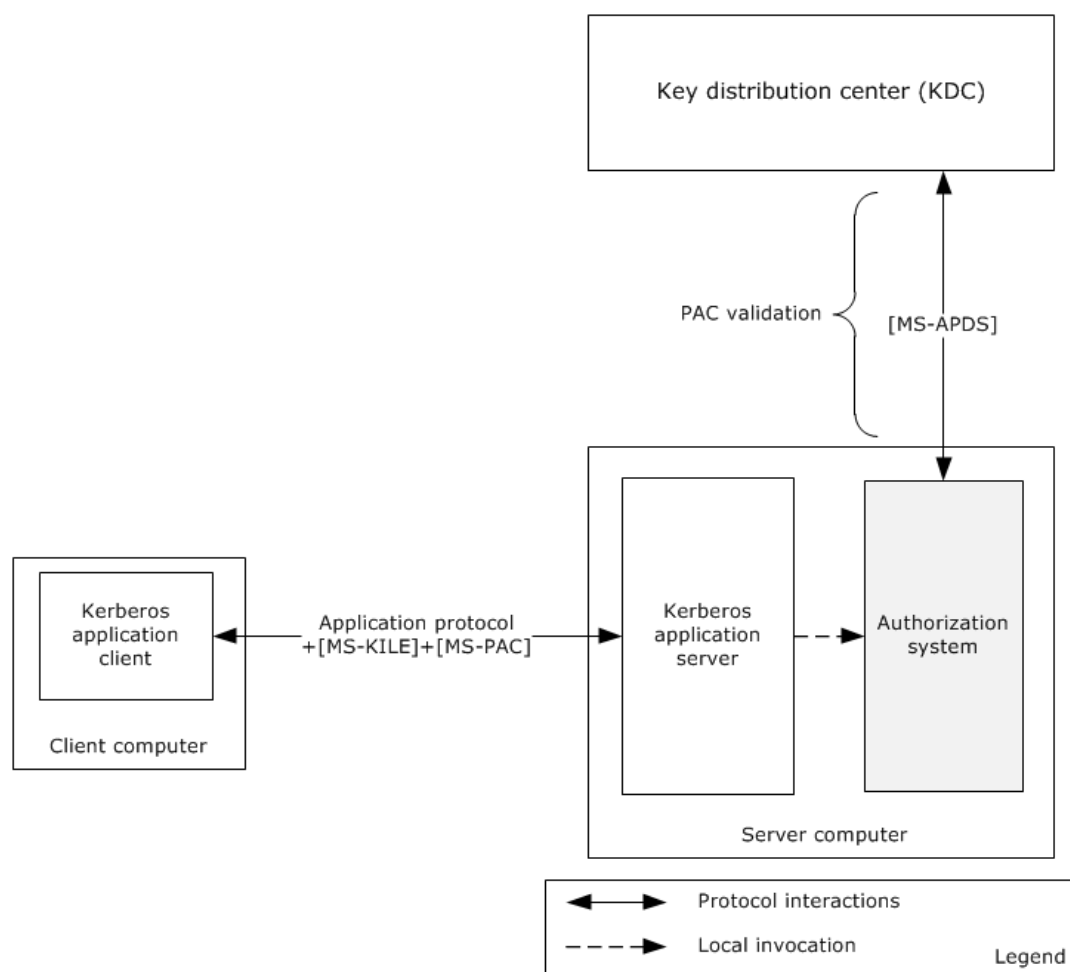 Key distribution center (KDC)
PAC validation
[MS-APDS]
Kerberos
application
client
Client computer
Application protocol
+[MS-KILE]+[MS-PAC]
Kerberos
application
server
Authorization
system
Server computer
Protocol interactions
Local invocation
Legend